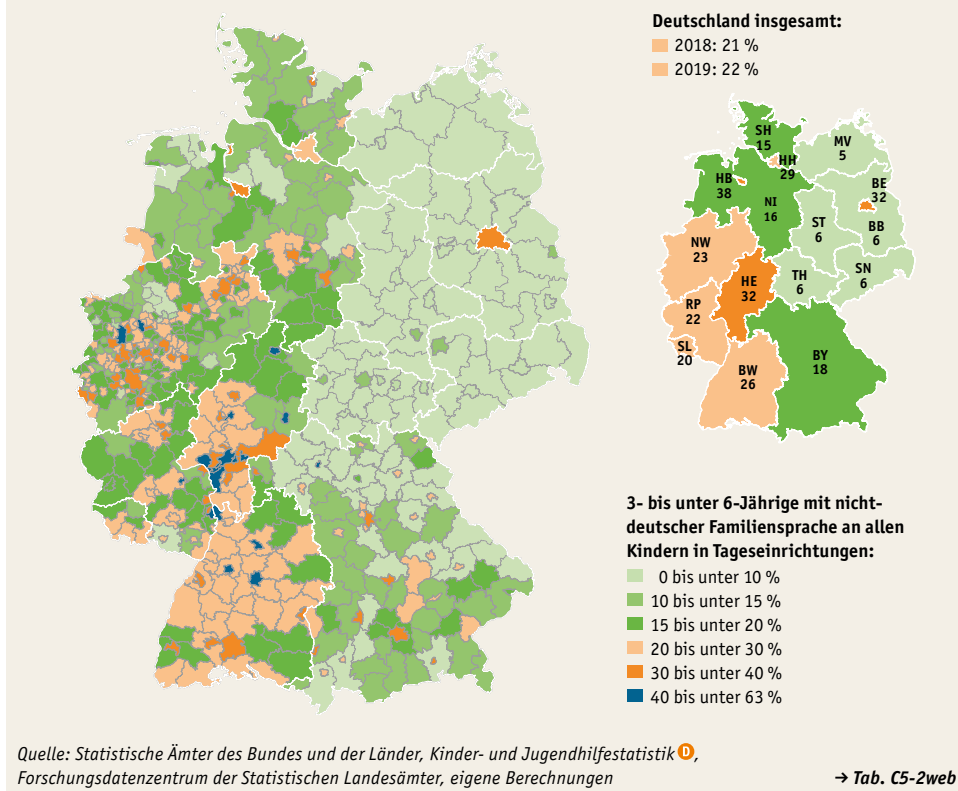 Deutschland insgesamt:
2018: 21 %
2019: 22 %
SH
15
MV
5
HH
29
HB
38
BE
32
NI
16
ST
6
BB
6
NW
23
HE
32
TH
6
SN
6
RP
22
SL
20
BW
26
BY
18
3- bis unter 6-Jährige mit nicht-
deutscher Familiensprache an allen
Kindern in Tageseinrichtungen:
0 bis unter 10 %
10 bis unter 15 %
15 bis unter 20 %
20 bis unter 30 %
30 bis unter 40 %
40 bis unter 63 %
Quelle: Statistische Ämter des Bundes und der Länder, Kinder- und Jugendhilfestatistik D,
Forschungsdatenzentrum der Statistischen Landesämter, eigene Berechnungen
→ Tab. C5-2web